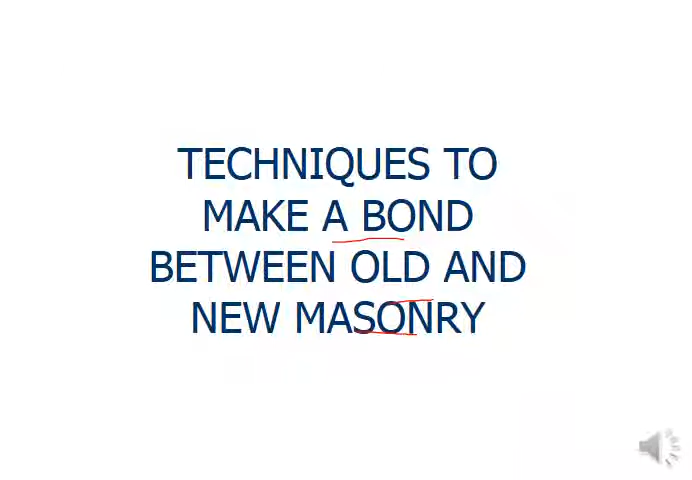 TECHNIQUES TO
MAKE A BOND
BETWEEN OLD AND
NEW MASONRY